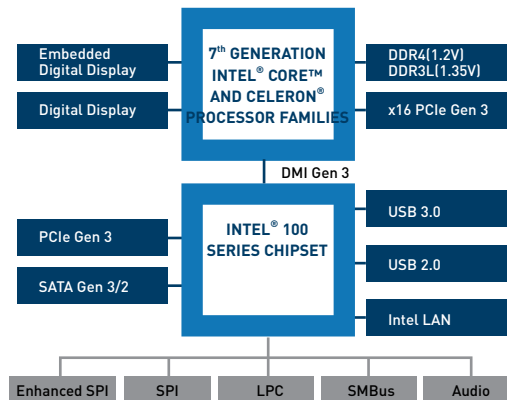 Embedded
Digital Display
Digital Display
7th GENERATION
INTEL® CORE™
AND CELERON®
PROCESSOR FAMILIES
DDR4(1.2V)
DDR3L(1.35V)
x16 PCIe Gen 3
DMI Gen 3
PCIe Gen 3
SATA Gen 3/2
INTEL® 100
SERIES CHIPSET
USB 3.0
USB 2.0
Intel LAN
Enhanced SPI
SPI
LPC
SMBus
Audio